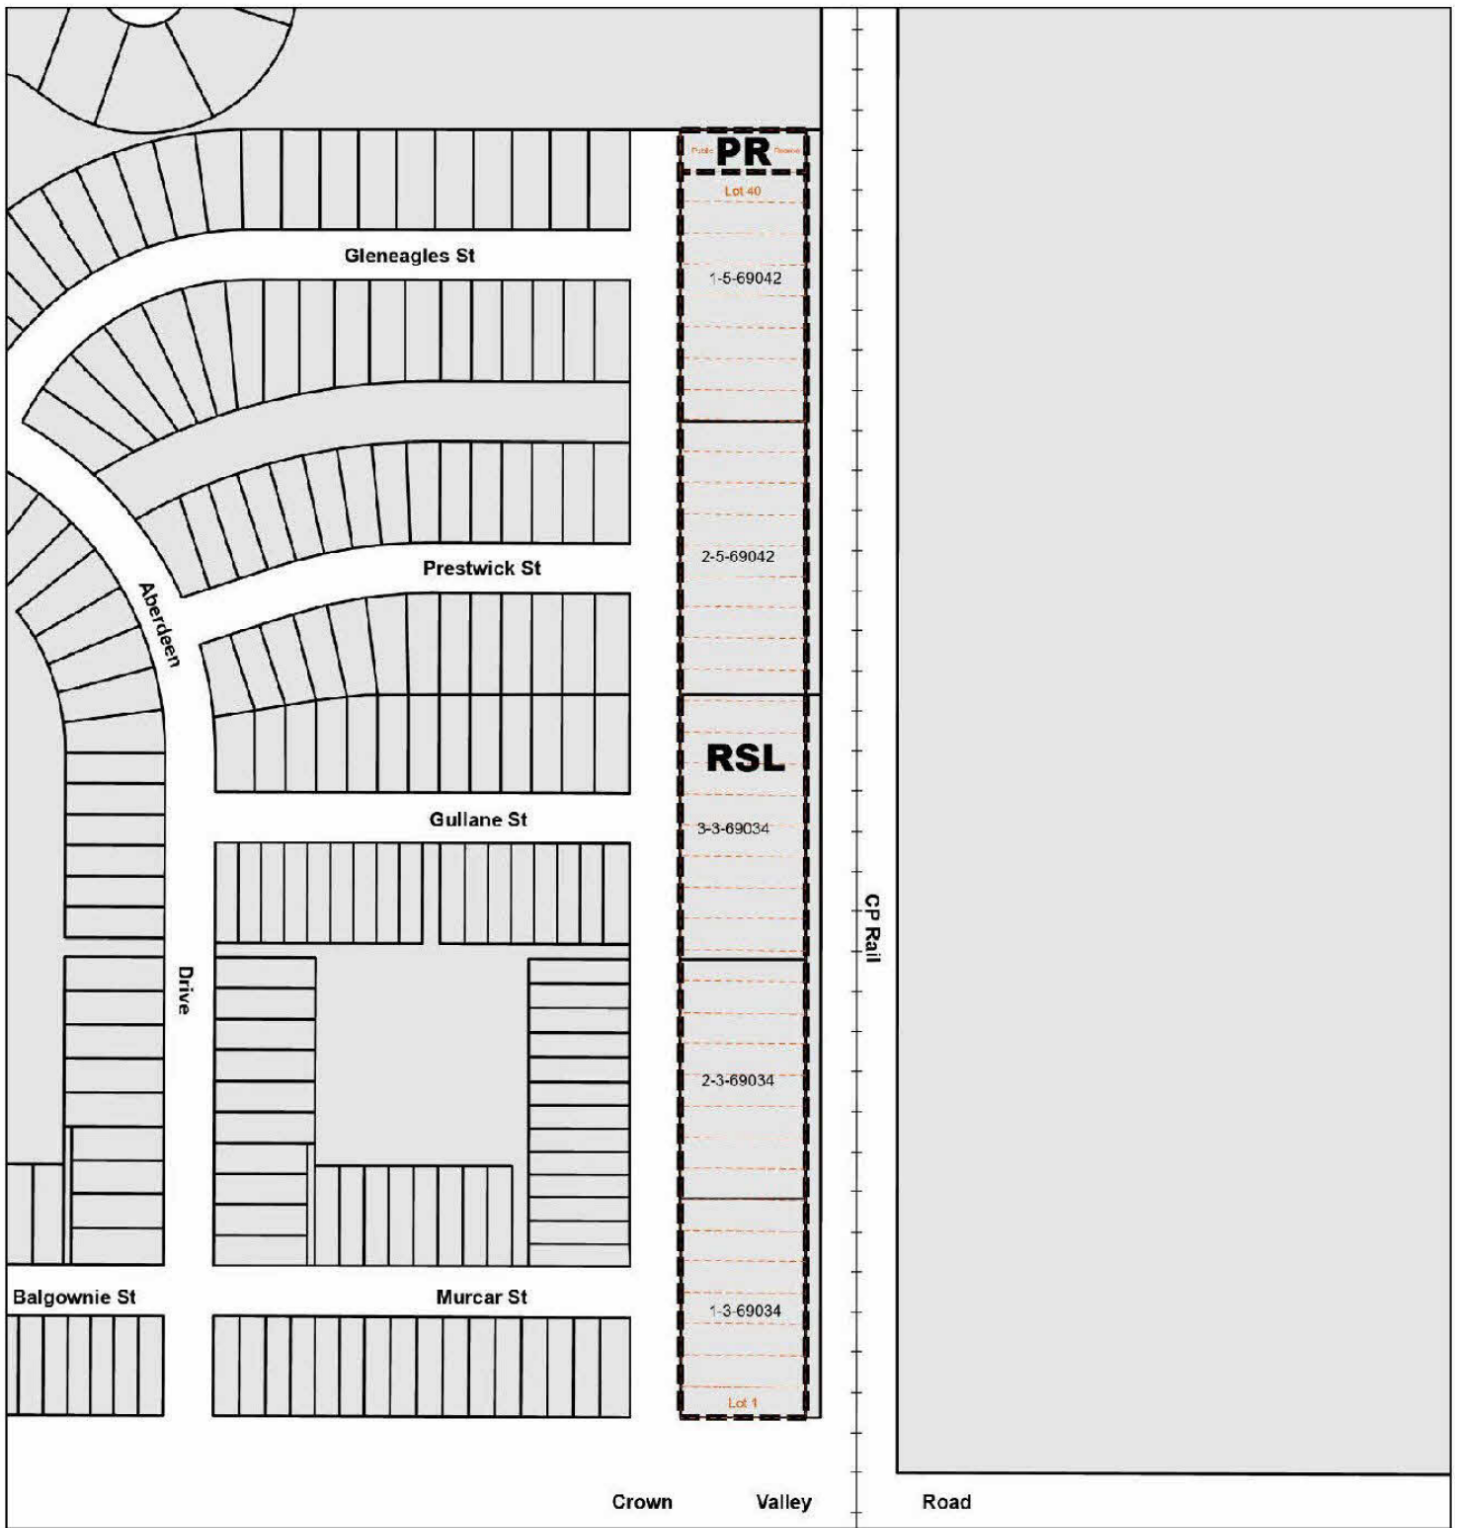 Public PR Reserve
Lot 40
Gleneagles St
1-5-69042
2-5-69042
Prestwick St
Aberdeen
RSL
Gullane St
3-3-69034
CP Rail
Drive
2-3-69034
Balgownie St
Murcar St
1-3-69034
Lot 1
Crown Valley Road